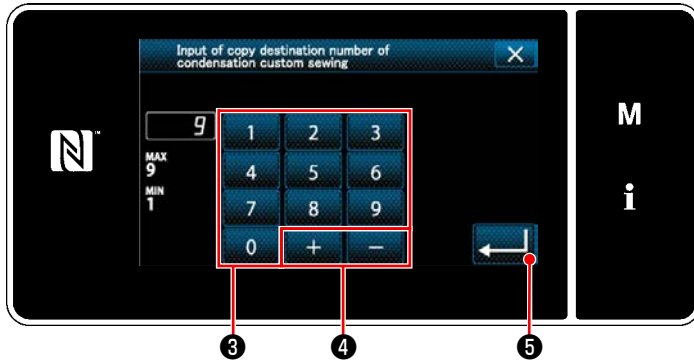 Input of copy destination number of
condensation custom sewing
9
MAX
9
MIN
1
1 2 3
4 5 6
7 8 9
0 + −
N
M
i
❸ ❹ ❺